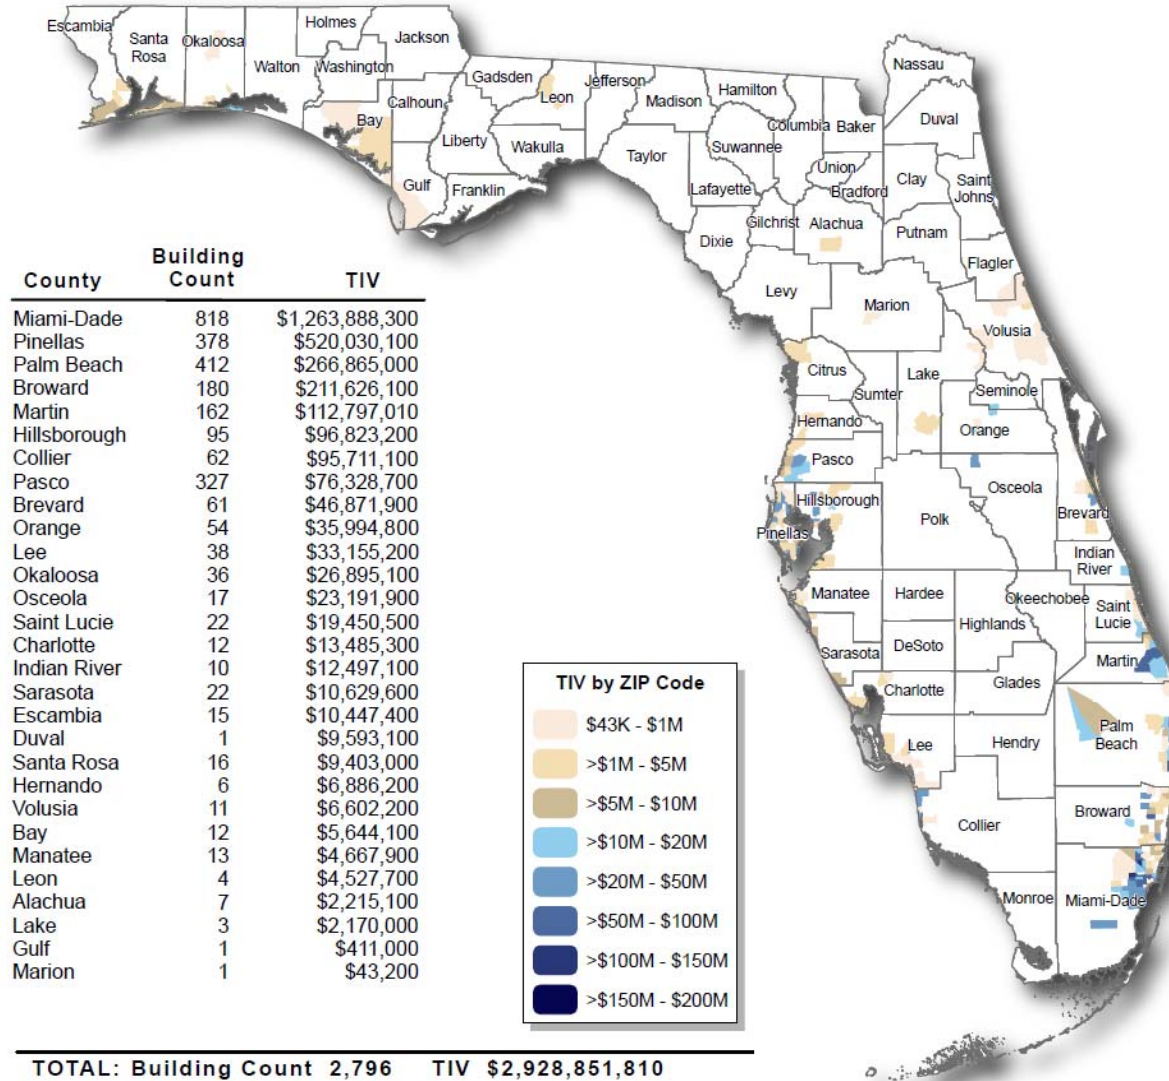 Escambia
Santa
Rosa
Okaloosa
Walton
Holmes
Washington
Jackson
Bay
Calhoun
Gulf
Gadsden
Liberty
Franklin
Leon
Wakulla
Jefferson
Madison
Taylor
Hamilton
Suwannee
Lafayette
Dixie
Columbia
Baker
Union
Bradford
Gilchrist
Alachua
Levy
Nassau
Duval
Clay
Saint
Johns
Putnam
Flagler
Marion
Volusia
Citrus
Sumter
Lake
Seminole
Orange
Hernando
Pasco
Hillsborough
Pinellas
Polk
Osceola
Brevard
Indian
River
Manatee
Hardee
Highlands
Okeechobee
Saint
Lucie
Sarasota
DeSoto
Martin
Charlotte
Glades
Palm
Beach
Lee
Hendry
Broward
Collier
Monroe
Miami-Dade
County Building Count TIV
Miami-Dade 818 $1,263,888,300
Pinellas 378 $520,030,100
Palm Beach 412 $266,865,000
Broward 180 $211,626,100
Martin 162 $112,797,010
Hillsborough 95 $96,823,200
Collier 62 $95,711,100
Pasco 327 $76,328,700
Brevard 61 $46,871,900
Orange 54 $35,994,800
Lee 38 $33,155,200
Okaloosa 36 $26,895,100
Osceola 17 $23,191,900
Saint Lucie 22 $19,450,500
Charlotte 12 $13,485,300
Indian River 10 $12,497,100
Sarasota 22 $10,629,600
Escambia 15 $10,447,400
Duval 1 $9,593,100
Santa Rosa 16 $9,403,000
Hernando 6 $6,886,200
Volusia 11 $6,602,200
Bay 12 $5,644,100
Manatee 13 $4,667,900
Leon 4 $4,527,700
Alachua 7 $2,215,100
Lake 3 $2,170,000
Gulf 1 $411,000
Marion 1 $43,200
TIV by ZIP Code
$43K - $1M
>$1M - $5M
>$5M - $10M
>$10M - $20M
>$20M - $50M
>$50M - $100M
>$100M - $150M
>$150M - $200M
TOTAL: Building Count 2,796 TIV $2,928,851,810